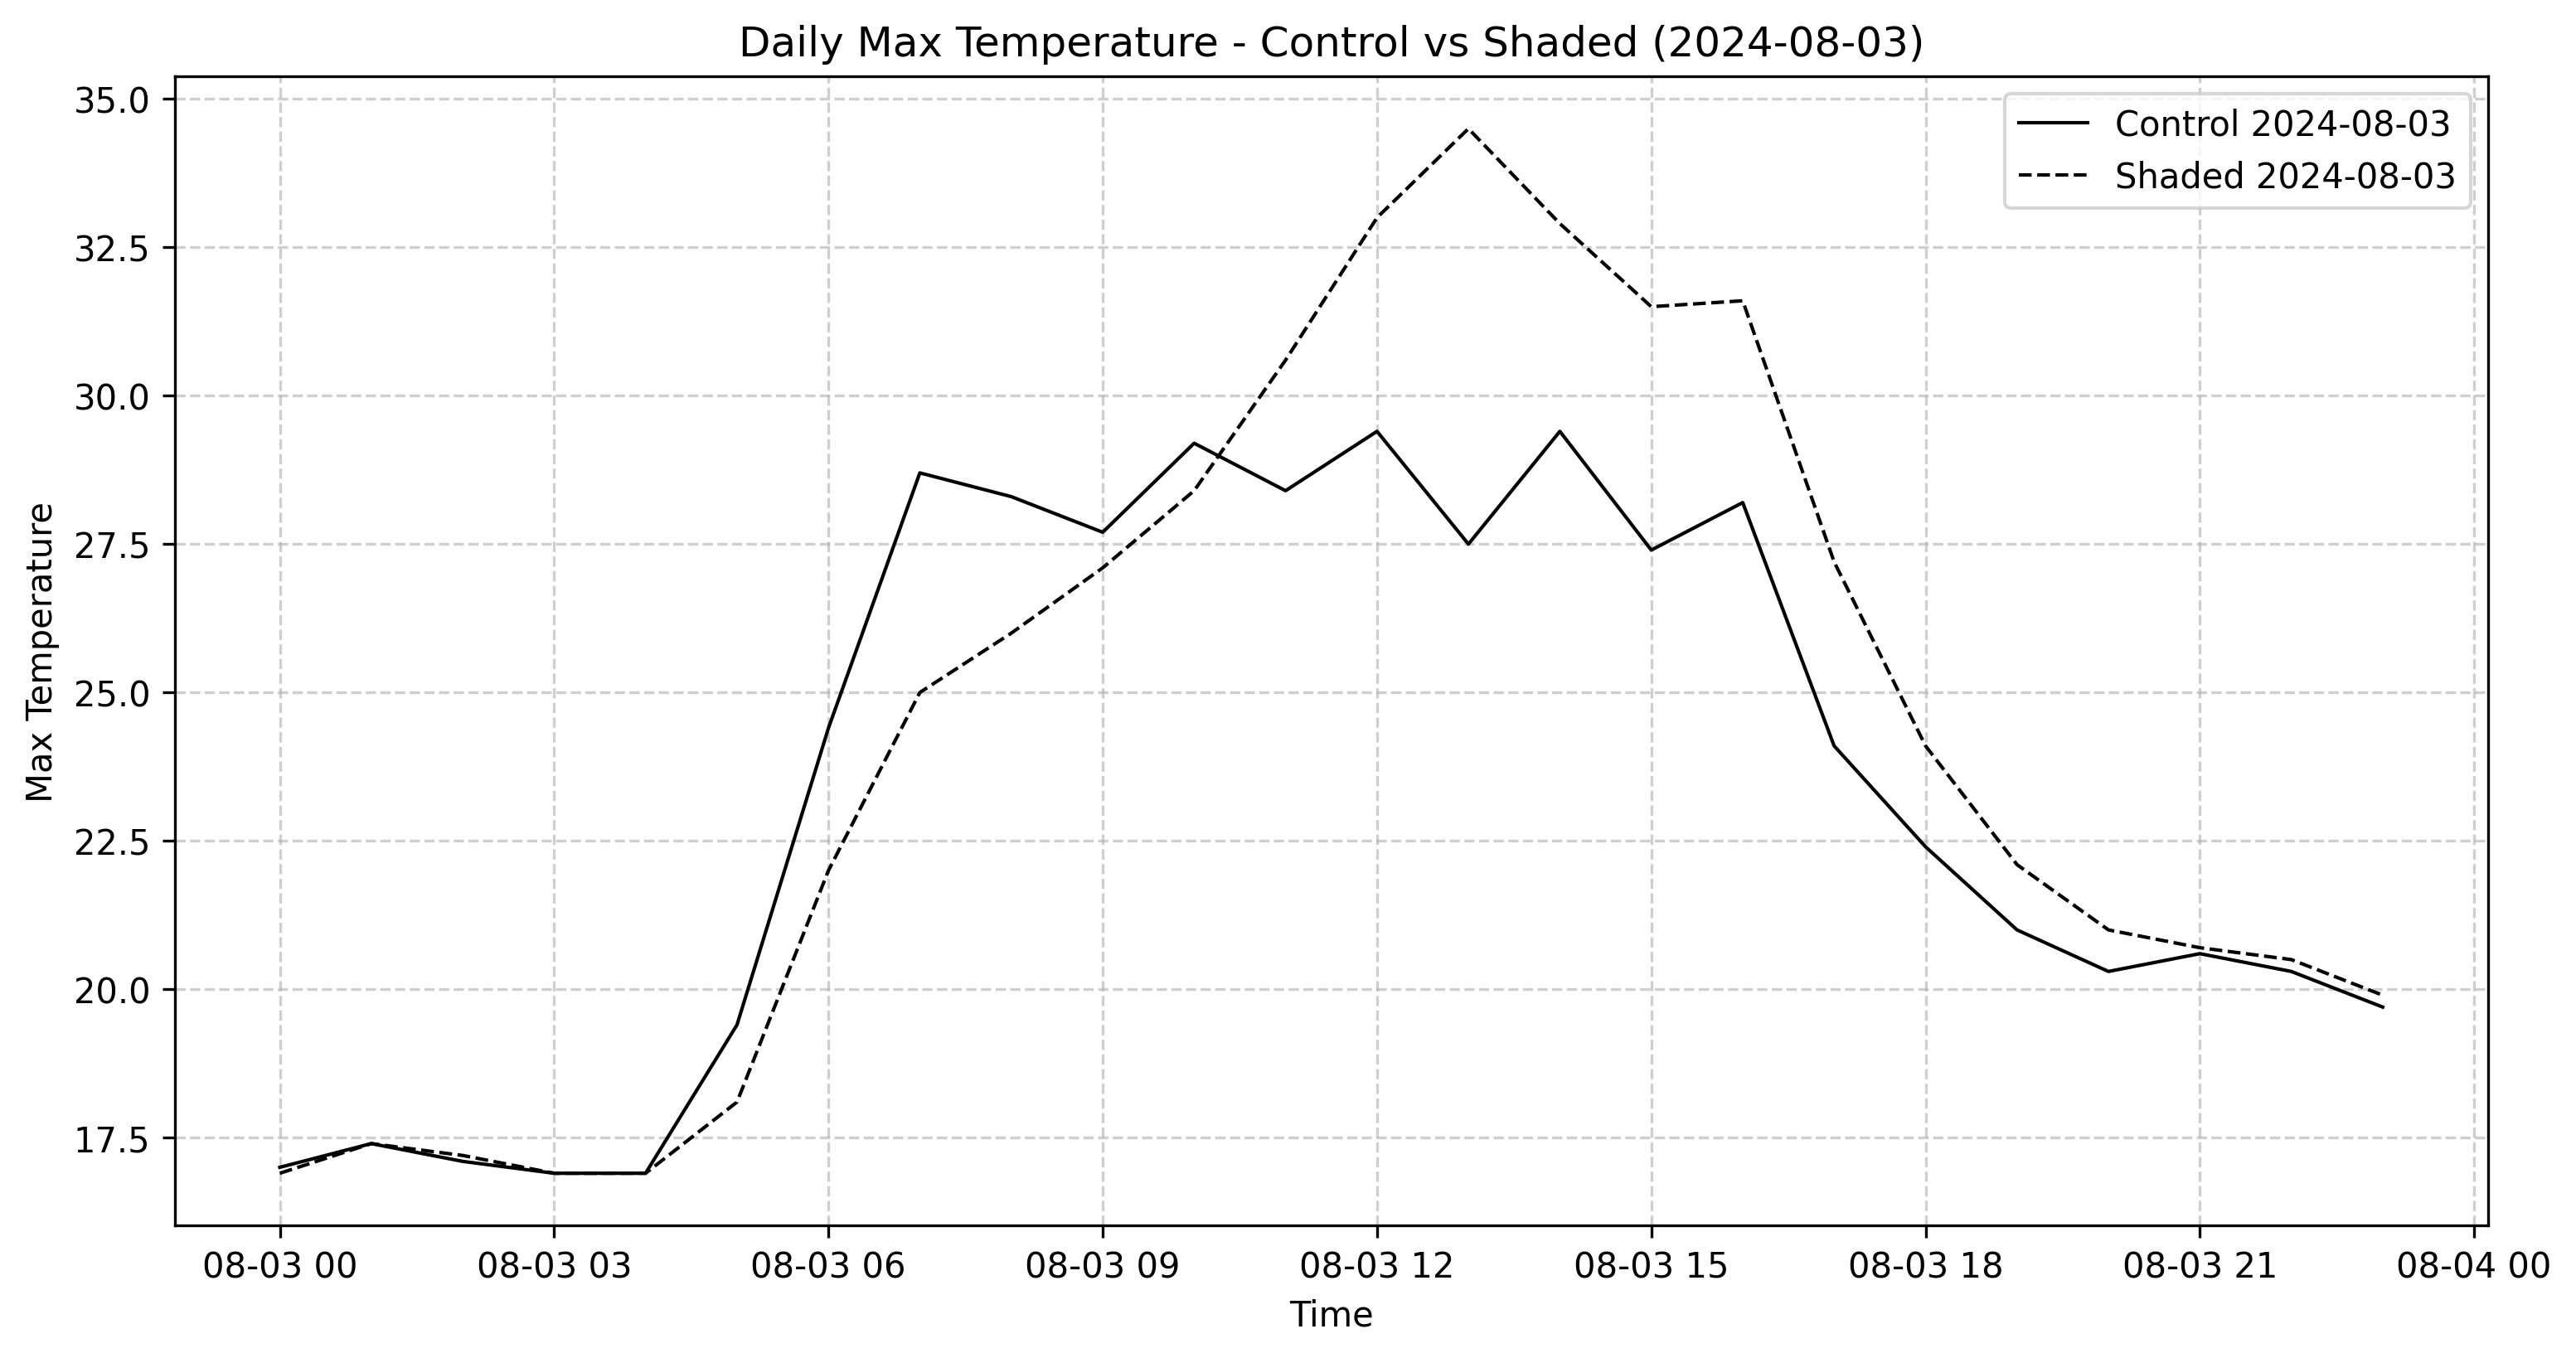 Daily Max Temperature - Control vs Shaded (2024-08-03)
Control 2024-08-03
Shaded 2024-08-03
Max Temperature
35.0
32.5
30.0
27.5
25.0
22.5
20.0
17.5
08-03 00 08-03 03 08-03 06 08-03 09 08-03 12 08-03 15 08-03 18 08-03 21 08-04 00
Time